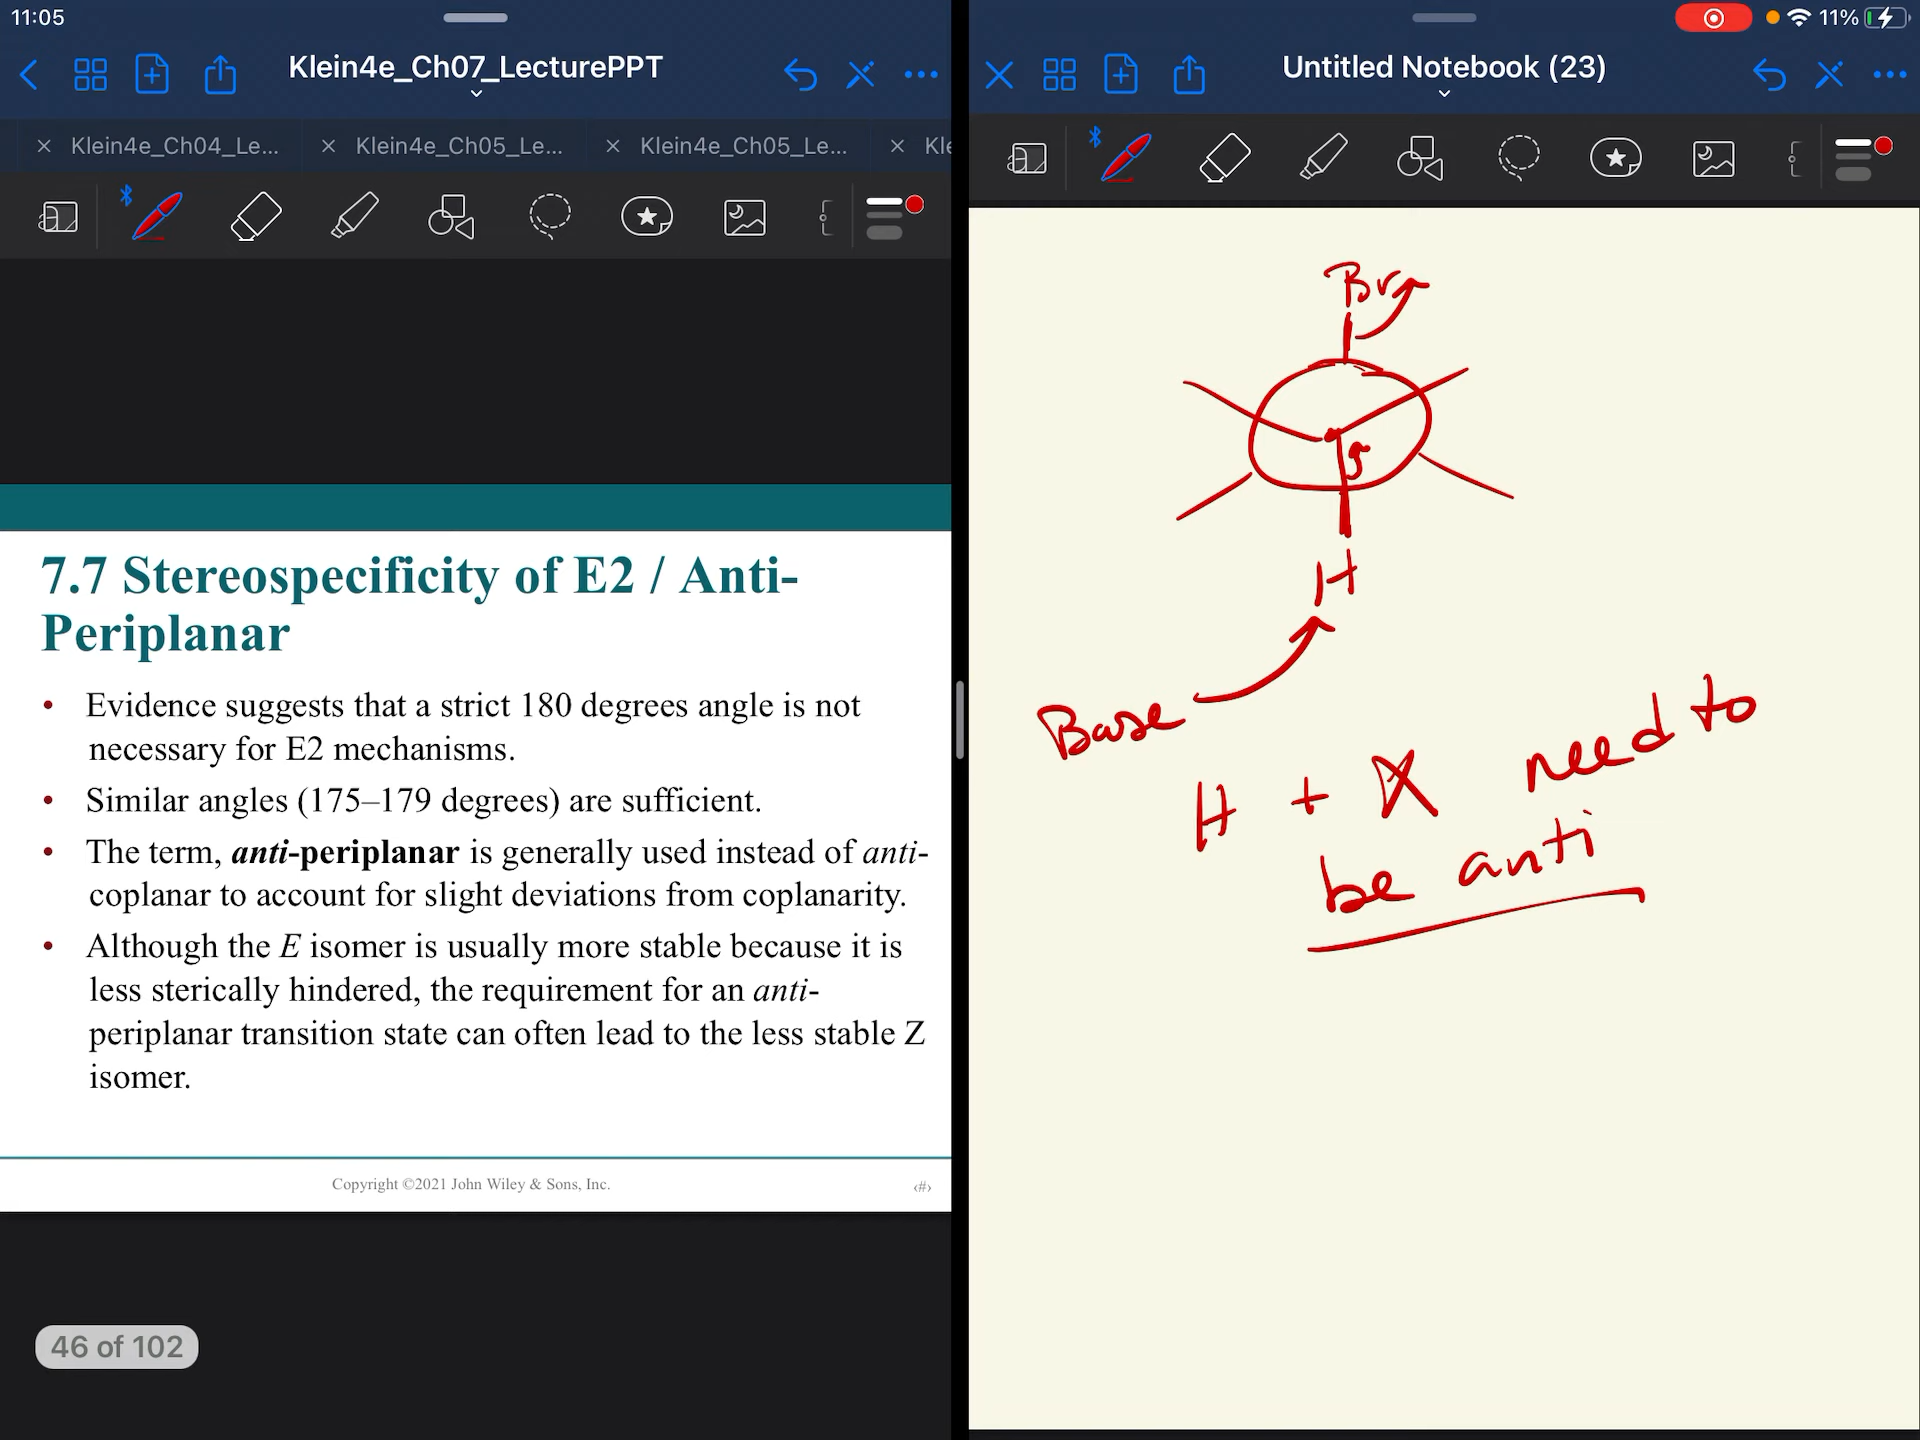 11:05
11%
Klein4e_Ch07_LecturePPT
Untitled Notebook (23)
Klein4e_Ch04_Le...
Klein4e_Ch05_Le...
Klein4e_Ch05_Le...
Kle
7.7 Stereospecificity of E2 / Anti-
Periplanar
• Evidence suggests that a strict 180 degrees angle is not
necessary for E2 mechanisms.
• Similar angles (175–179 degrees) are sufficient.
• The term, anti-periplanar is generally used instead of anti-
coplanar to account for slight deviations from coplanarity.
• Although the E isomer is usually more stable because it is
less sterically hindered, the requirement for an anti-
periplanar transition state can often lead to the less stable Z
isomer.
Copyright ©2021 John Wiley & Sons, Inc.
‹#›
46 of 102
Br
H
Base
H + X need to
be anti